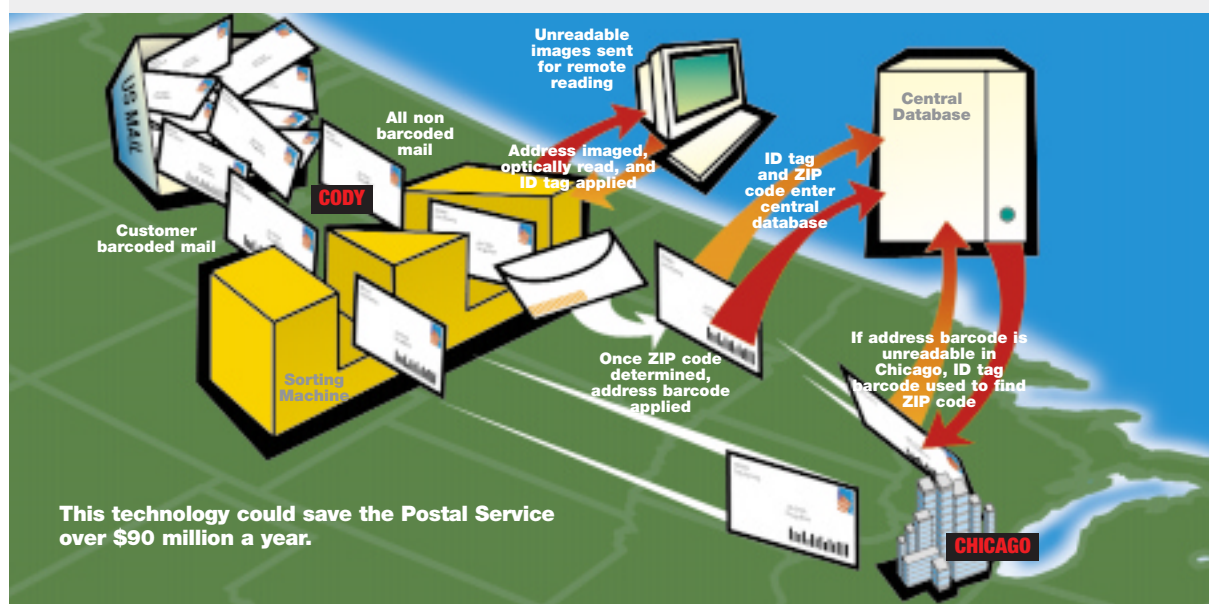 Unreadable
images sent
for remote
reading
US MAIL
All non
barcoded
mail
Central
Database
Address imaged,
optically read, and
ID tag applied
ID tag
and ZIP
code enter
central
database
CODY
Customer
barcoded mail
Sorting
Machine
Once ZIP code
determined,
address barcode
applied
If address barcode is
unreadable in
Chicago, ID tag
barcode used to find
ZIP code
This technology could save the Postal Service
over $90 million a year.
CHICAGO